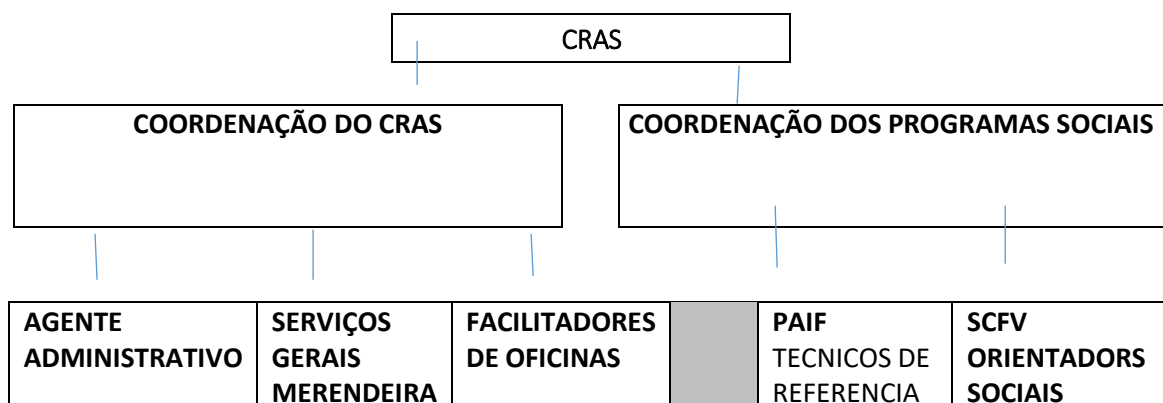 CRAS
COORDENAÇÃO DO CRAS
COORDENAÇÃO DOS PROGRAMAS SOCIAIS
AGENTE
ADMINISTRATIVO
SERVIÇOS
GERAIS
MERENDEIRA
FACILITADORES
DE OFICINAS
PAIF
TECNICOS DE
REFERENCIA
SCFV
ORIENTADORS
SOCIAIS